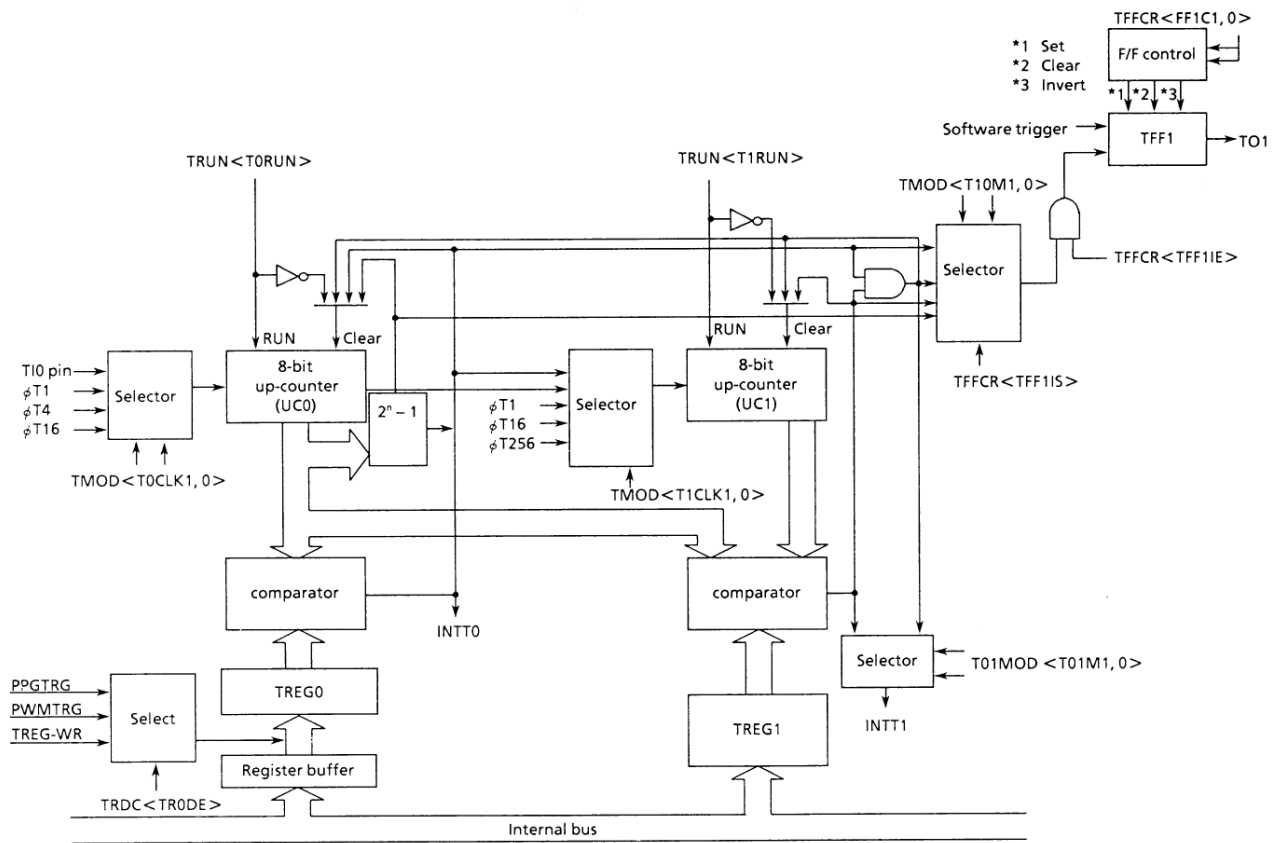 TFFCR<FF1C1, 0>
*1 Set
*2 Clear
*3 Invert
F/F control
*1 *2 *3
Software trigger
TFF1
TO1
TRUN<T0RUN>
TRUN<T1RUN>
TMOD<T10M1, 0>
Selector
TFFCR<TFF1IE>
RUN
Clear
RUN
Clear
TFFCR<TFF1IS>
TI0 pin
ϕT1
ϕT4
ϕT16
Selector
8-bit
up-counter
(UC0)
2ⁿ – 1
ϕT1
ϕT16
ϕT256
Selector
8-bit
up-counter
(UC1)
TMOD<T0CLK1, 0>
TMOD<T1CLK1, 0>
comparator
INTT0
comparator
Selector
T01MOD <T01M1, 0>
INTT1
PPGTRG
PWMTRG
TREG-WR
Select
TREG0
TREG1
Register buffer
TRDC<TR0DE>
Internal bus